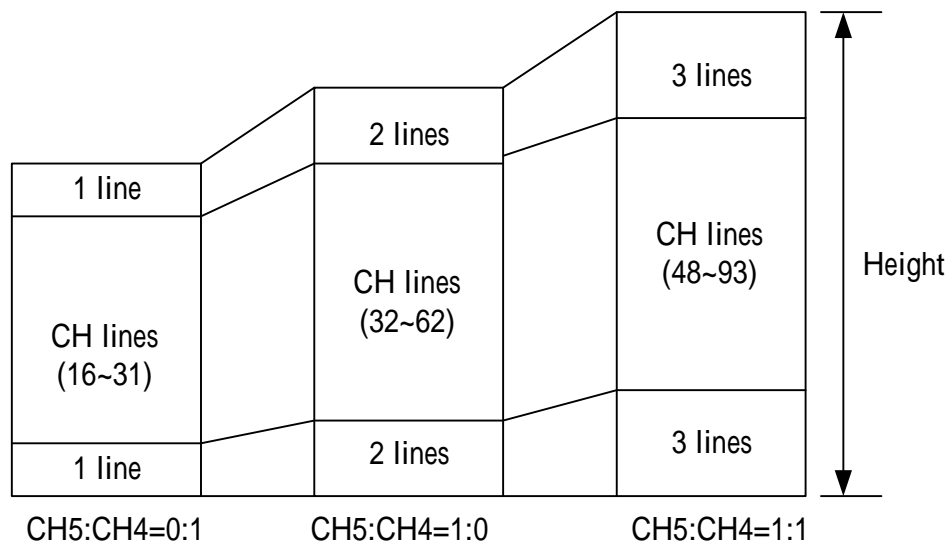 1 line
CH lines
(16~31)
1 line
CH5:CH4=0:1
2 lines
CH lines
(32~62)
2 lines
CH5:CH4=1:0
3 lines
CH lines
(48~93)
3 lines
CH5:CH4=1:1
Height